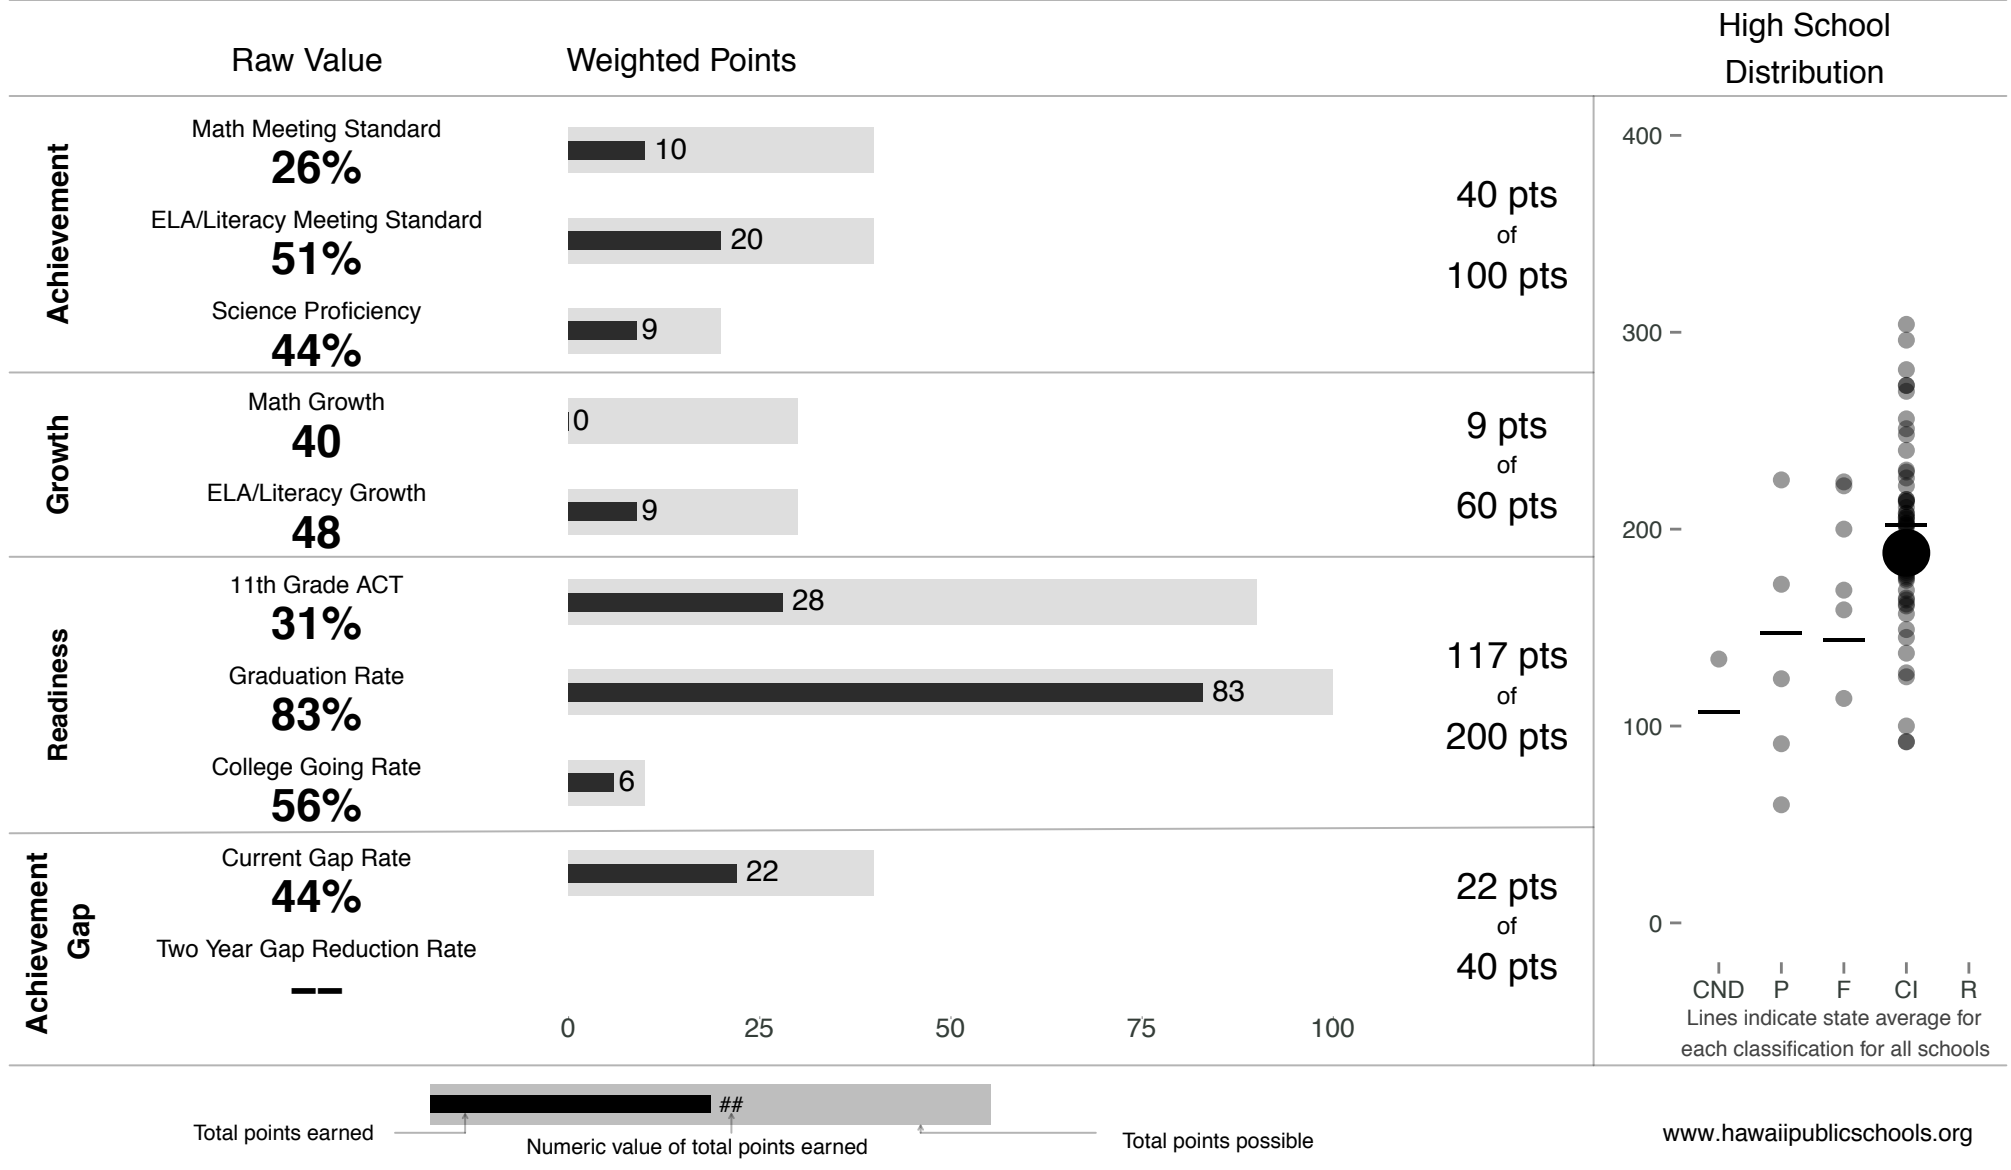 Raw Value
Weighted Points
High School
Distribution
Achievement
Math Meeting Standard
26%
10
ELA/Literacy Meeting Standard
51%
20
Science Proficiency
44%
9
40 pts
of
100 pts
Growth
Math Growth
40
0
ELA/Literacy Growth
48
9
9 pts
of
60 pts
Readiness
11th Grade ACT
31%
28
Graduation Rate
83%
83
College Going Rate
56%
6
117 pts
of
200 pts
Achievement
Gap
Current Gap Rate
44%
22
Two Year Gap Reduction Rate
––
22 pts
of
40 pts
0 25 50 75 100
400
300
200
100
0
CND P F CI R
Lines indicate state average for
each classification for all schools
##
Total points earned
Numeric value of total points earned
Total points possible
www.hawaiipublicschools.org